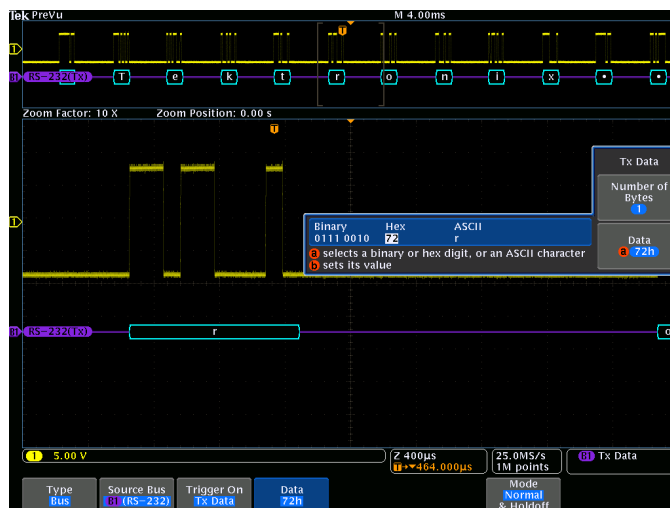 Tek PreVu M 4.00ms
T
1
B1 RS-232(Tx) T e k t r o n i x • •
Zoom Factor: 10 X Zoom Position: 0.00 s
T
Tx Data
Number of
Bytes
1
1
Binary Hex ASCII
0111 0010 72 r
Data
a 72h
a selects a binary or hex digit, or an ASCII character
b sets its value
B1 RS-232(Tx) r o
1 5.00 V
Z 400µs
T→▼464.000µs
25.0MS/s
1M points
B1 Tx Data
Type
Bus
Source Bus
B1 (RS-232)
Trigger On
Tx Data
Data
72h
Mode
Normal
& Holdoff